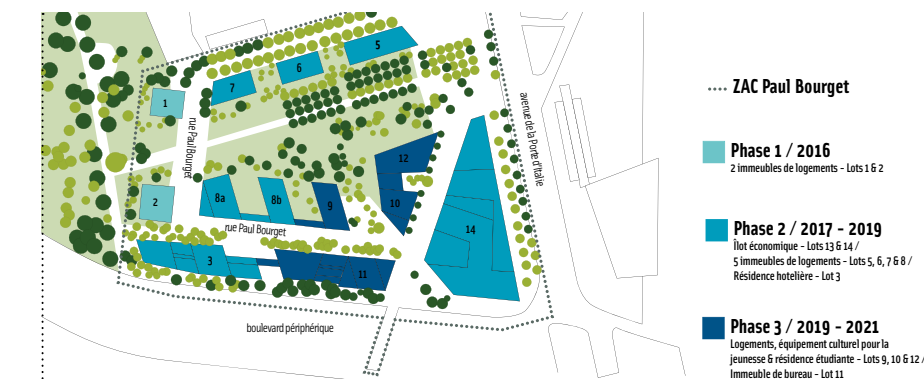 5
6
7
1
rue Paul Bourget
avenue de la Porte d'Italie
12
2
8a
8b
9
10
14
rue Paul Bourget
3
11
boulevard périphérique
ZAC Paul Bourget
Phase 1 / 2016
2 immeubles de logements – Lots 1 & 2
Phase 2 / 2017 - 2019
Îlot économique – Lots 13 & 14 /
5 immeubles de logements – Lots 5, 6, 7 & 8 /
Résidence hotelière – Lot 3
Phase 3 / 2019 - 2021
Logements, équipement culturel pour la
jeunesse & résidence étudiante – Lots 9, 10 & 12 /
Immeuble de bureau – Lot 11